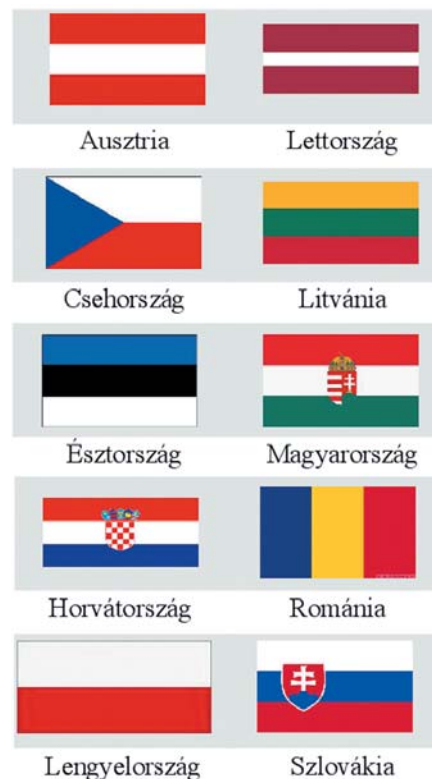 Ausztria Lettország
Csehország Litvánia
Észtország Magyarország
Horvátország Románia
Lengyelország Szlovákia